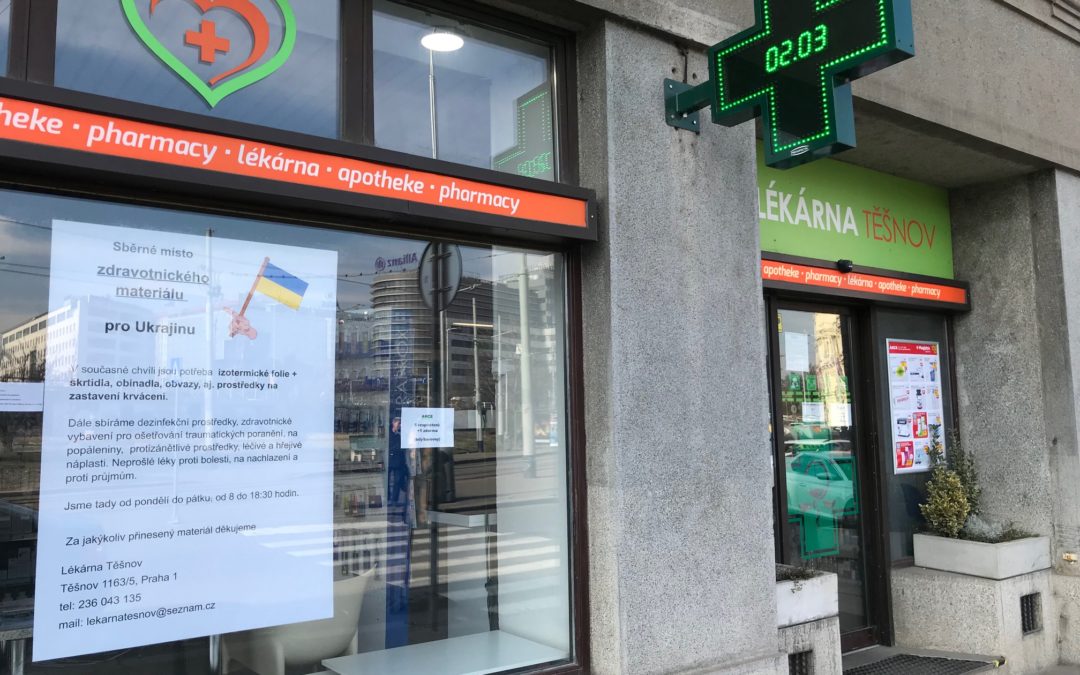 02.03
heke · pharmacy · lékárna · apotheke · pharmacy
LÉKÁRNA TĚŠNOV
apotheke · pharmacy · lékárna · apotheke · pharmacy
Allianz
Sběrné místo
zdravotnického
materiálu
pro Ukrajinu
V současné chvíli jsou potřeba izotermické folie +
škrtidla, obinadla, obvazy, aj. prostředky na
zastavení krvácení.
Dále sbíráme dezinfekční prostředky, zdravotnické
vybavení pro ošetřování traumatických poranění, na
popáleniny, protizánětlivé prostředky, léčivé a hřejivé
náplasti. Neprošlé léky proti bolesti, na nachlazení a
proti průjmům.
Jsme tady od pondělí do pátku, od 8 do 18:30 hodin.
Za jakýkoliv přinesený materiál děkujeme
Lékárna Těšnov
Těšnov 1163/5, Praha 1
tel: 236 043 135
mail: lekarnatesnov@seznam.cz
AKCE